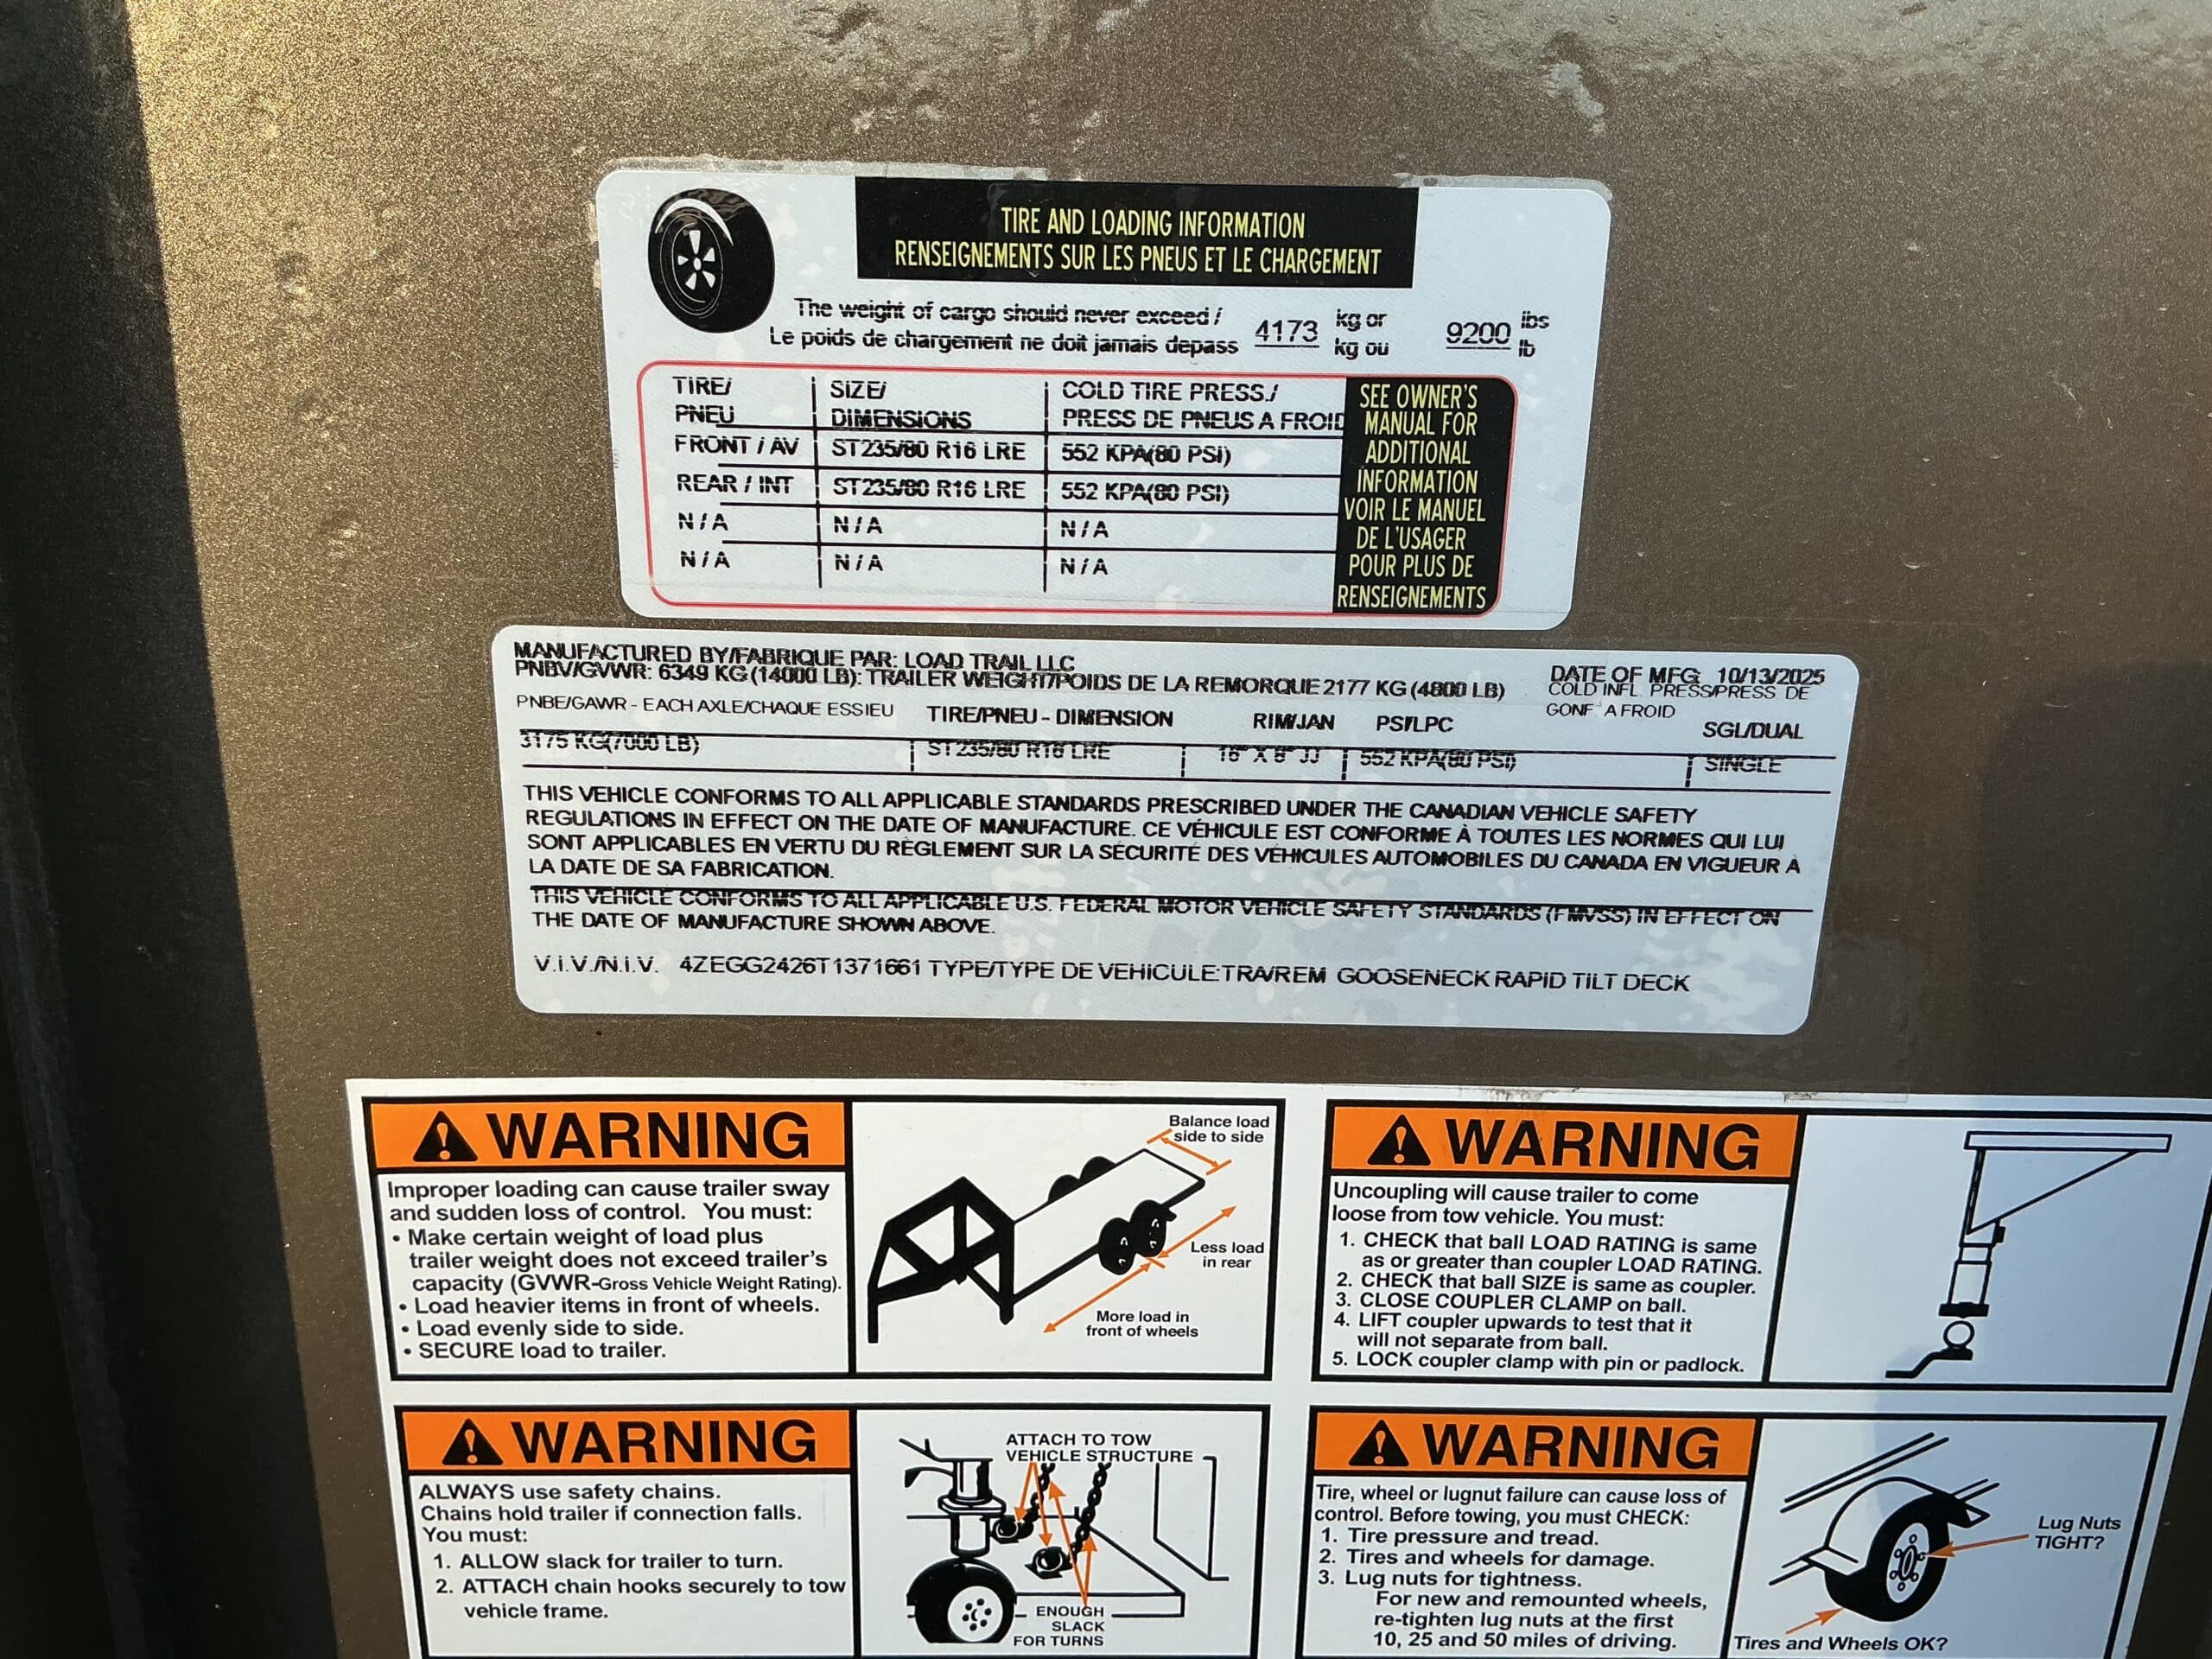 TIRE AND LOADING INFORMATION
RENSEIGNEMENTS SUR LES PNEUS ET LE CHARGEMENT
The weight of cargo should never exceed / 4173 kg or 9200 lbs
Le poids de chargement ne doit jamais depass kg ou lb
TIRE/ SIZE/ COLD TIRE PRESS./
PNEU DIMENSIONS PRESS DE PNEUS A FROID
FRONT / AV ST235/80 R16 LRE 552 KPA(80 PSI)
REAR / INT ST235/80 R16 LRE 552 KPA(80 PSI)
N / A N / A N / A
N / A N / A N / A
SEE OWNER'S
MANUAL FOR
ADDITIONAL
INFORMATION
VOIR LE MANUEL
DE L'USAGER
POUR PLUS DE
RENSEIGNEMENTS
MANUFACTURED BY/FABRIQUE PAR: LOAD TRAIL LLC
PNBV/GVWR: 6349 KG (14000 LB): TRAILER WEIGHT/POIDS DE LA REMORQUE 2177 KG (4800 LB)
DATE OF MFG: 10/13/2025
COLD INFL. PRESS/PRESS DE
GONF. A FROID
PNBE/GAWR - EACH AXLE/CHAQUE ESSIEU TIRE/PNEU - DIMENSION RIM/JAN PSI/LPC SGL/DUAL
3175 KG(7000 LB) ST235/80 R16 LRE 16" X 8" JJ 552 KPA(80 PSI) SINGLE
THIS VEHICLE CONFORMS TO ALL APPLICABLE STANDARDS PRESCRIBED UNDER THE CANADIAN VEHICLE SAFETY
REGULATIONS IN EFFECT ON THE DATE OF MANUFACTURE. CE VÉHICULE EST CONFORME À TOUTES LES NORMES QUI LUI
SONT APPLICABLES EN VERTU DU RÈGLEMENT SUR LA SÉCURITÉ DES VÉHICULES AUTOMOBILES DU CANADA EN VIGUEUR À
LA DATE DE SA FABRICATION.
THIS VEHICLE CONFORMS TO ALL APPLICABLE U.S. FEDERAL MOTOR VEHICLE SAFETY STANDARDS (FMVSS) IN EFFECT ON
THE DATE OF MANUFACTURE SHOWN ABOVE.
V.I.V./N.I.V. 4ZEGG2426T1371661 TYPE/TYPE DE VEHICULE:TRA/REM GOOSENECK RAPID TILT DECK
WARNING
Improper loading can cause trailer sway
and sudden loss of control. You must:
• Make certain weight of load plus
trailer weight does not exceed trailer's
capacity (GVWR-Gross Vehicle Weight Rating).
• Load heavier items in front of wheels.
• Load evenly side to side.
• SECURE load to trailer.
Balance load
side to side
Less load
in rear
More load in
front of wheels
WARNING
Uncoupling will cause trailer to come
loose from tow vehicle. You must:
1. CHECK that ball LOAD RATING is same
as or greater than coupler LOAD RATING.
2. CHECK that ball SIZE is same as coupler.
3. CLOSE COUPLER CLAMP on ball.
4. LIFT coupler upwards to test that it
will not separate from ball.
5. LOCK coupler clamp with pin or padlock.
WARNING
ALWAYS use safety chains.
Chains hold trailer if connection falls.
You must:
1. ALLOW slack for trailer to turn.
2. ATTACH chain hooks securely to tow
vehicle frame.
ATTACH TO TOW
VEHICLE STRUCTURE
ENOUGH
SLACK
FOR TURNS
WARNING
Tire, wheel or lugnut failure can cause loss of
control. Before towing, you must CHECK:
1. Tire pressure and tread.
2. Tires and wheels for damage.
3. Lug nuts for tightness.
For new and remounted wheels,
re-tighten lug nuts at the first
10, 25 and 50 miles of driving.
Lug Nuts
TIGHT?
Tires and Wheels OK?